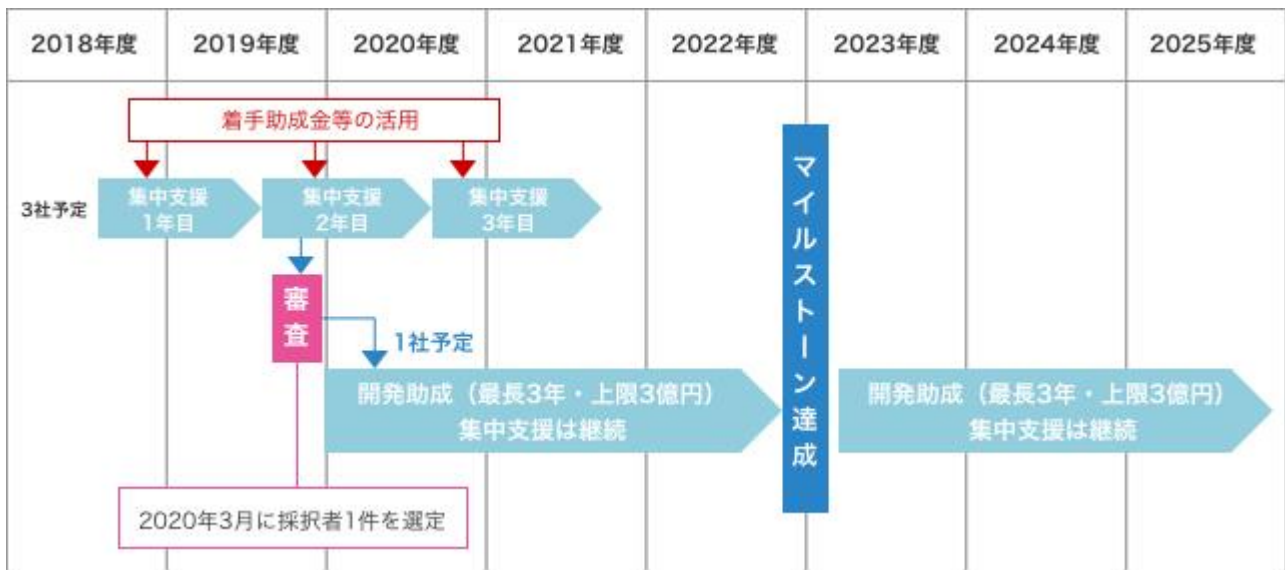 2018年度
2019年度
2020年度
2021年度
2022年度
2023年度
2024年度
2025年度
着手助成金等の活用
3社予定
集中支援
1年目
集中支援
2年目
集中支援
3年目
審査
1社予定
開発助成（最長3年・上限3億円）
集中支援は継続
マイルストーン達成
開発助成（最長3年・上限3億円）
集中支援は継続
2020年3月に採択者1件を選定